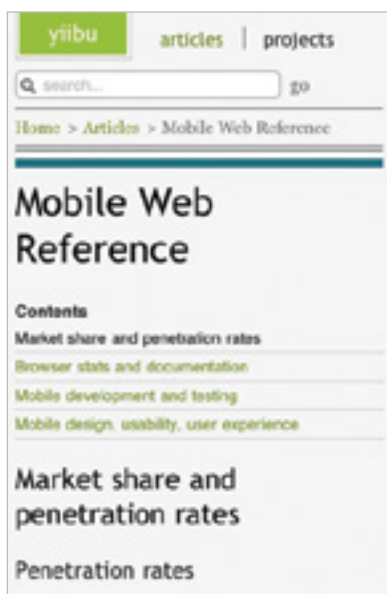 yiibu articles | projects
search... go
Home > Articles > Mobile Web Reference
Mobile Web
Reference
Contents
Market share and penetration rates
Browser stats and documentation
Mobile development and testing
Mobile design, usability, user experience
Market share and
penetration rates
Penetration rates